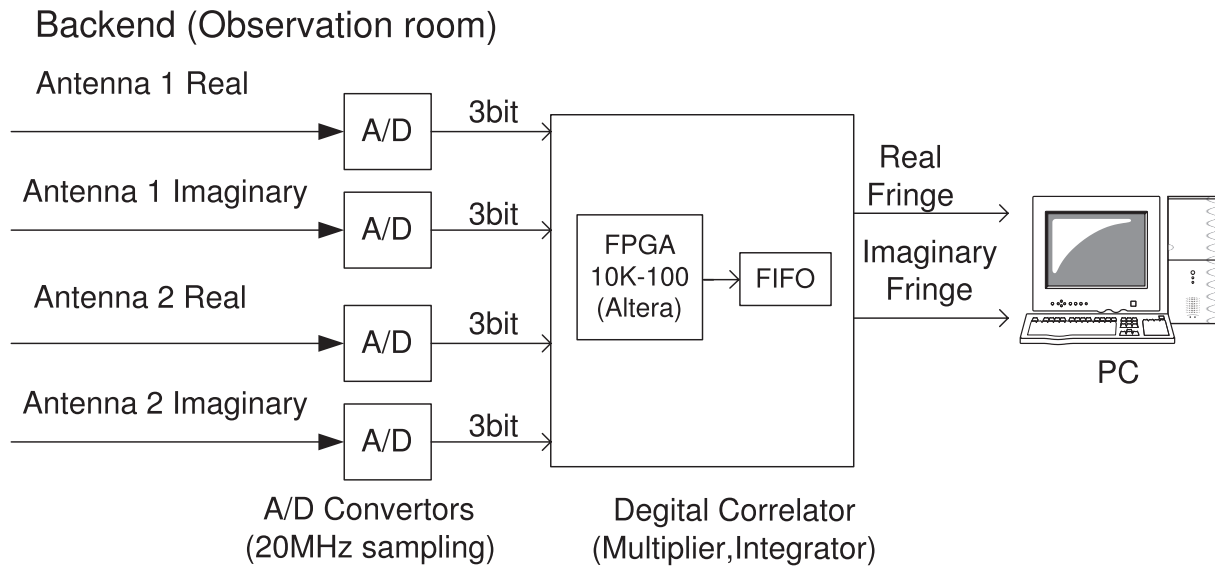 Backend (Observation room)
Antenna 1 Real
A/D
3bit
Antenna 1 Imaginary
A/D
3bit
Antenna 2 Real
A/D
3bit
Antenna 2 Imaginary
A/D
3bit
A/D Convertors
(20MHz sampling)
FPGA
10K-100
(Altera)
FIFO
Degital Correlator
(Multiplier,Integrator)
Real
Fringe
Imaginary
Fringe
PC